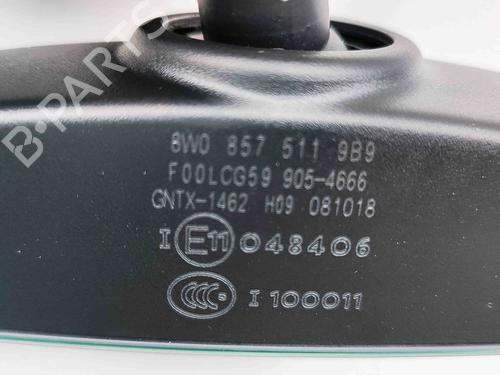 8W0 857 511 9B9
F00LCG59 905-4666
GNTX-1462 H09 081018
I E11 048406
CCC S I 100011
B-PARTS